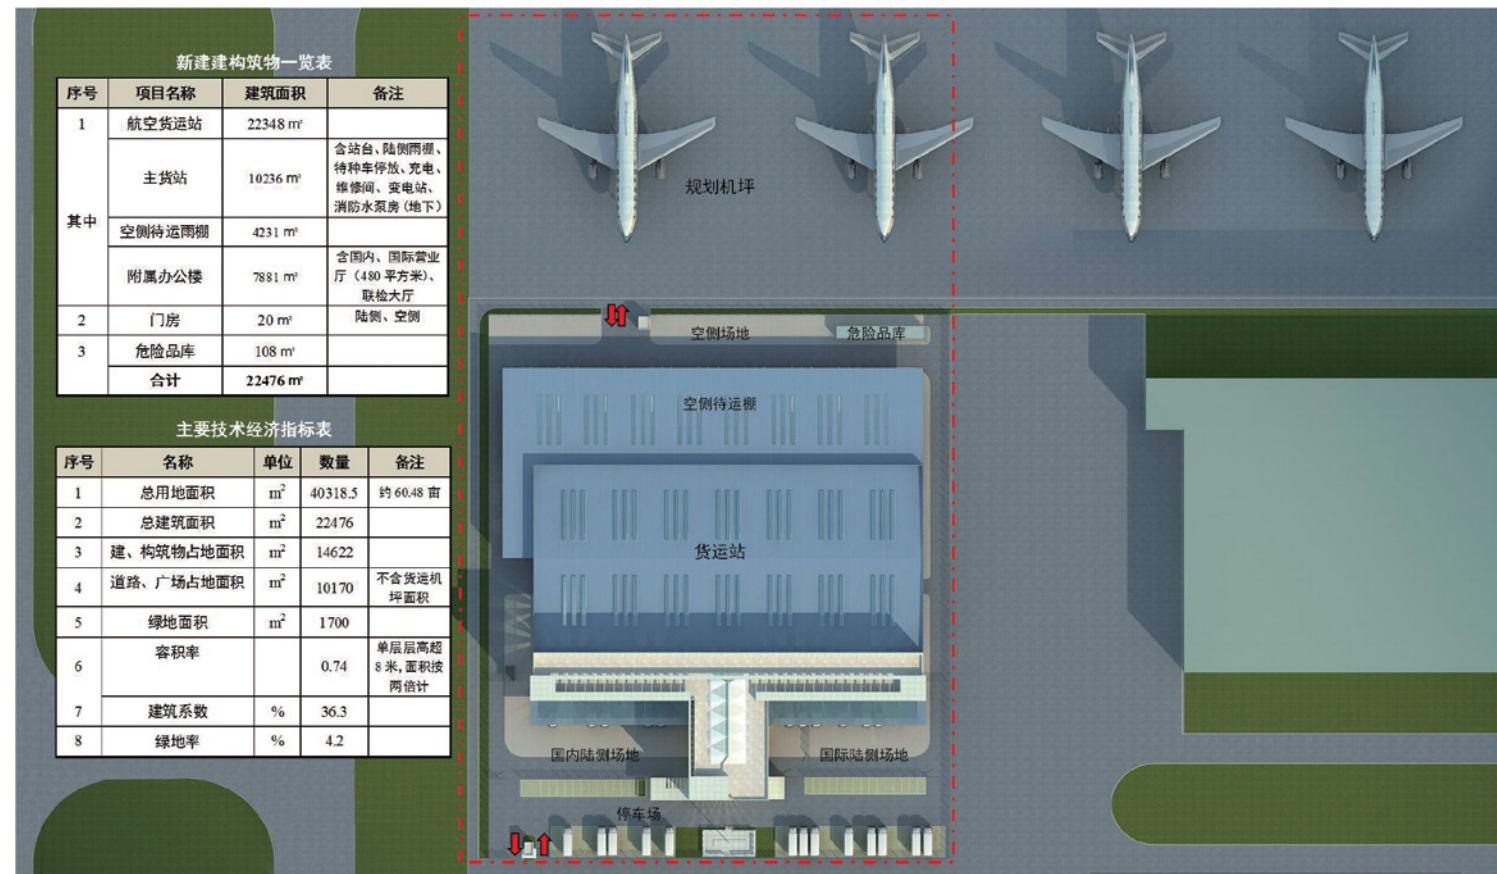 新建建构筑物一览表
序号 项目名称 建筑面积 备注
1 航空货运站 22348 m²
其中 主货站 10236 m² 含站台、陆侧雨棚、
特种车停放、充电、
维修间、变电站、
消防水泵房(地下)
空侧待运雨棚 4231 m²
附属办公楼 7881 m² 含国内、国际营业
厅(480 平方米)、
联检大厅
2 门房 20 m² 陆侧、空侧
3 危险品库 108 m²
合计 22476 m²
主要技术经济指标表
序号 名称 单位 数量 备注
1 总用地面积 m² 40318.5 约 60.48 亩
2 总建筑面积 m² 22476
3 建、构筑物占地面积 m² 14622
4 道路、广场占地面积 m² 10170 不含货运机
坪面积
5 绿地面积 m² 1700
6 容积率 0.74 单层层高超
8 米,面积按
两倍计
7 建筑系数 % 36.3
8 绿地率 % 4.2
规划机坪
空侧场地
危险品库
空侧待运棚
货运站
国内陆侧场地
国际陆侧场地
停车场